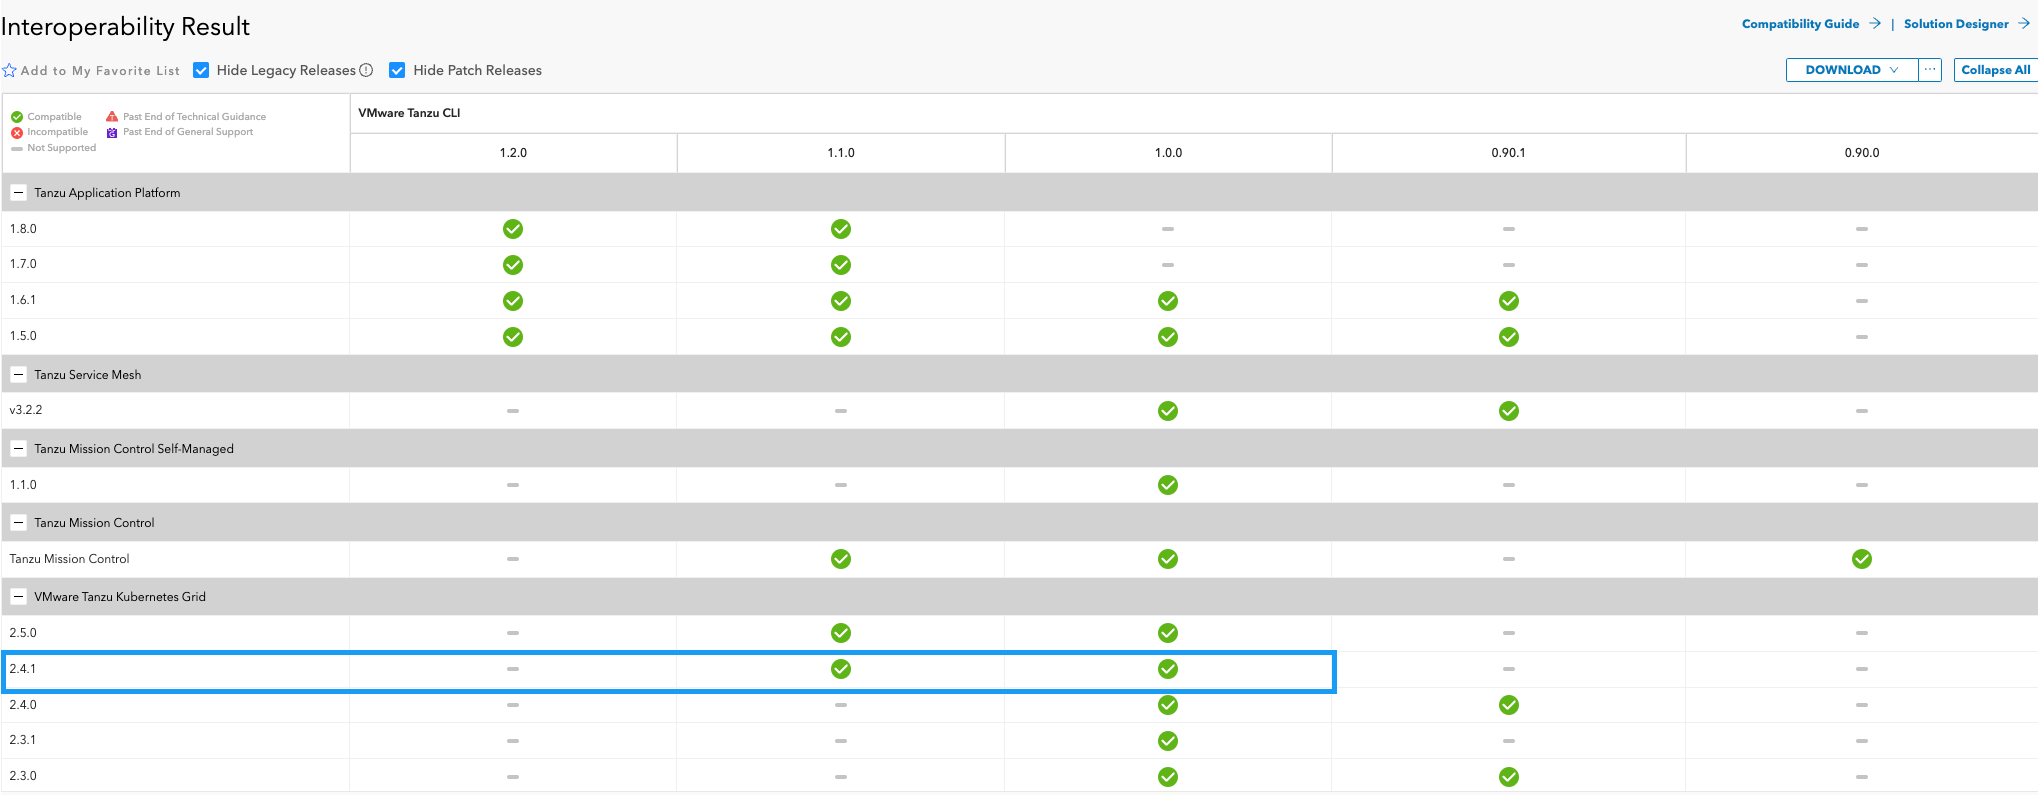 Interoperability Result
Compatibility Guide → | Solution Designer →
Add to My Favorite List Hide Legacy Releases Hide Patch Releases
DOWNLOAD ... Collapse All
Compatible Past End of Technical Guidance
Incompatible Past End of General Support
Not Supported
VMware Tanzu CLI
1.2.0 1.1.0 1.0.0 0.90.1 0.90.0
Tanzu Application Platform
1.8.0
1.7.0
1.6.1
1.5.0
Tanzu Service Mesh
v3.2.2
Tanzu Mission Control Self-Managed
1.1.0
Tanzu Mission Control
Tanzu Mission Control
VMware Tanzu Kubernetes Grid
2.5.0
2.4.1
2.4.0
2.3.1
2.3.0